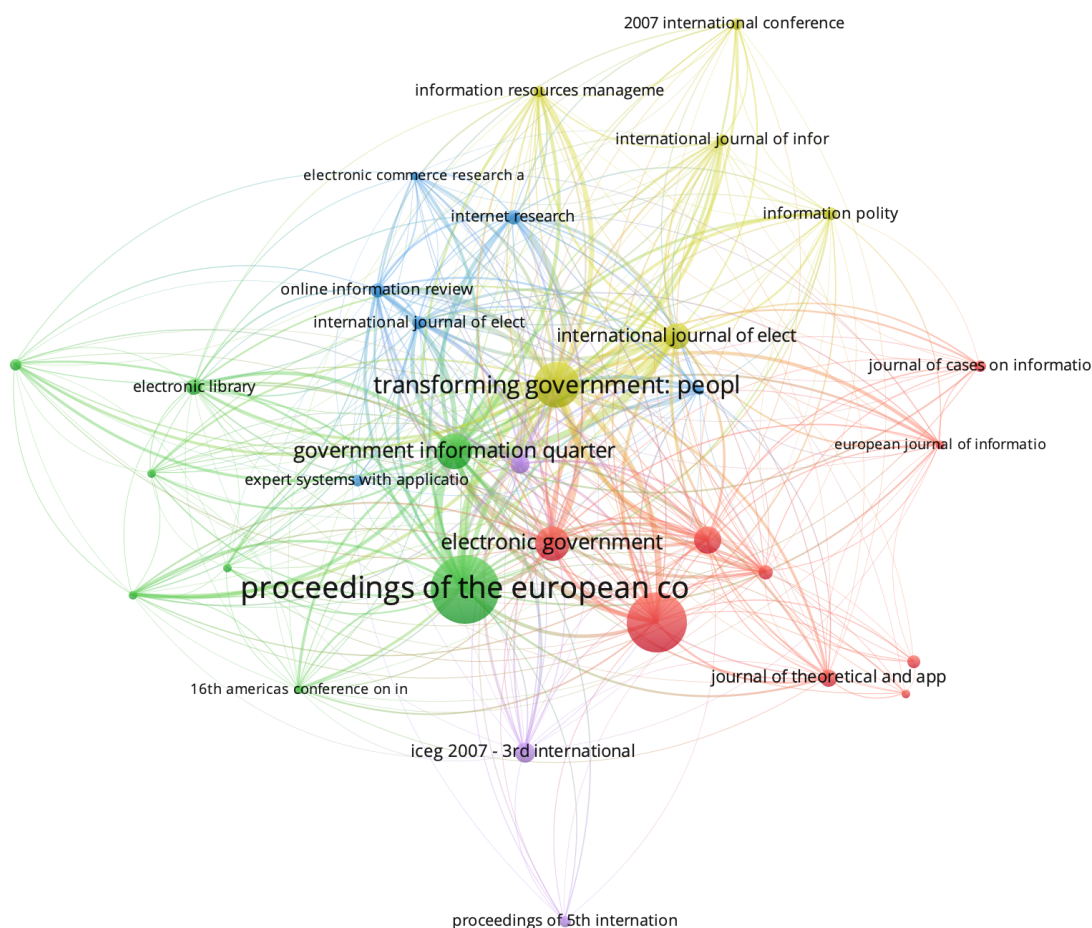 2007 international conference
information resources manageme
international journal of infor
electronic commerce research a
internet research
information polity
online information review
international journal of elect
international journal of elect
journal of cases on informatio
transforming government: peopl
electronic library
european journal of informatio
government information quarter
expert systems with applicatio
electronic government
proceedings of the european co
journal of theoretical and app
16th americas conference on in
iceg 2007 - 3rd international
proceedings of 5th internation